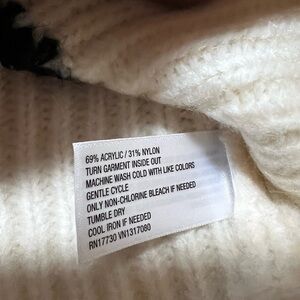 69% ACRYLIC / 31% NYLON
TURN GARMENT INSIDE OUT
MACHINE WASH COLD WITH LIKE COLORS
GENTLE CYCLE
ONLY NON-CHLORINE BLEACH IF NEEDED
TUMBLE DRY
COOL IRON IF NEEDED
RN17730 VN1317080